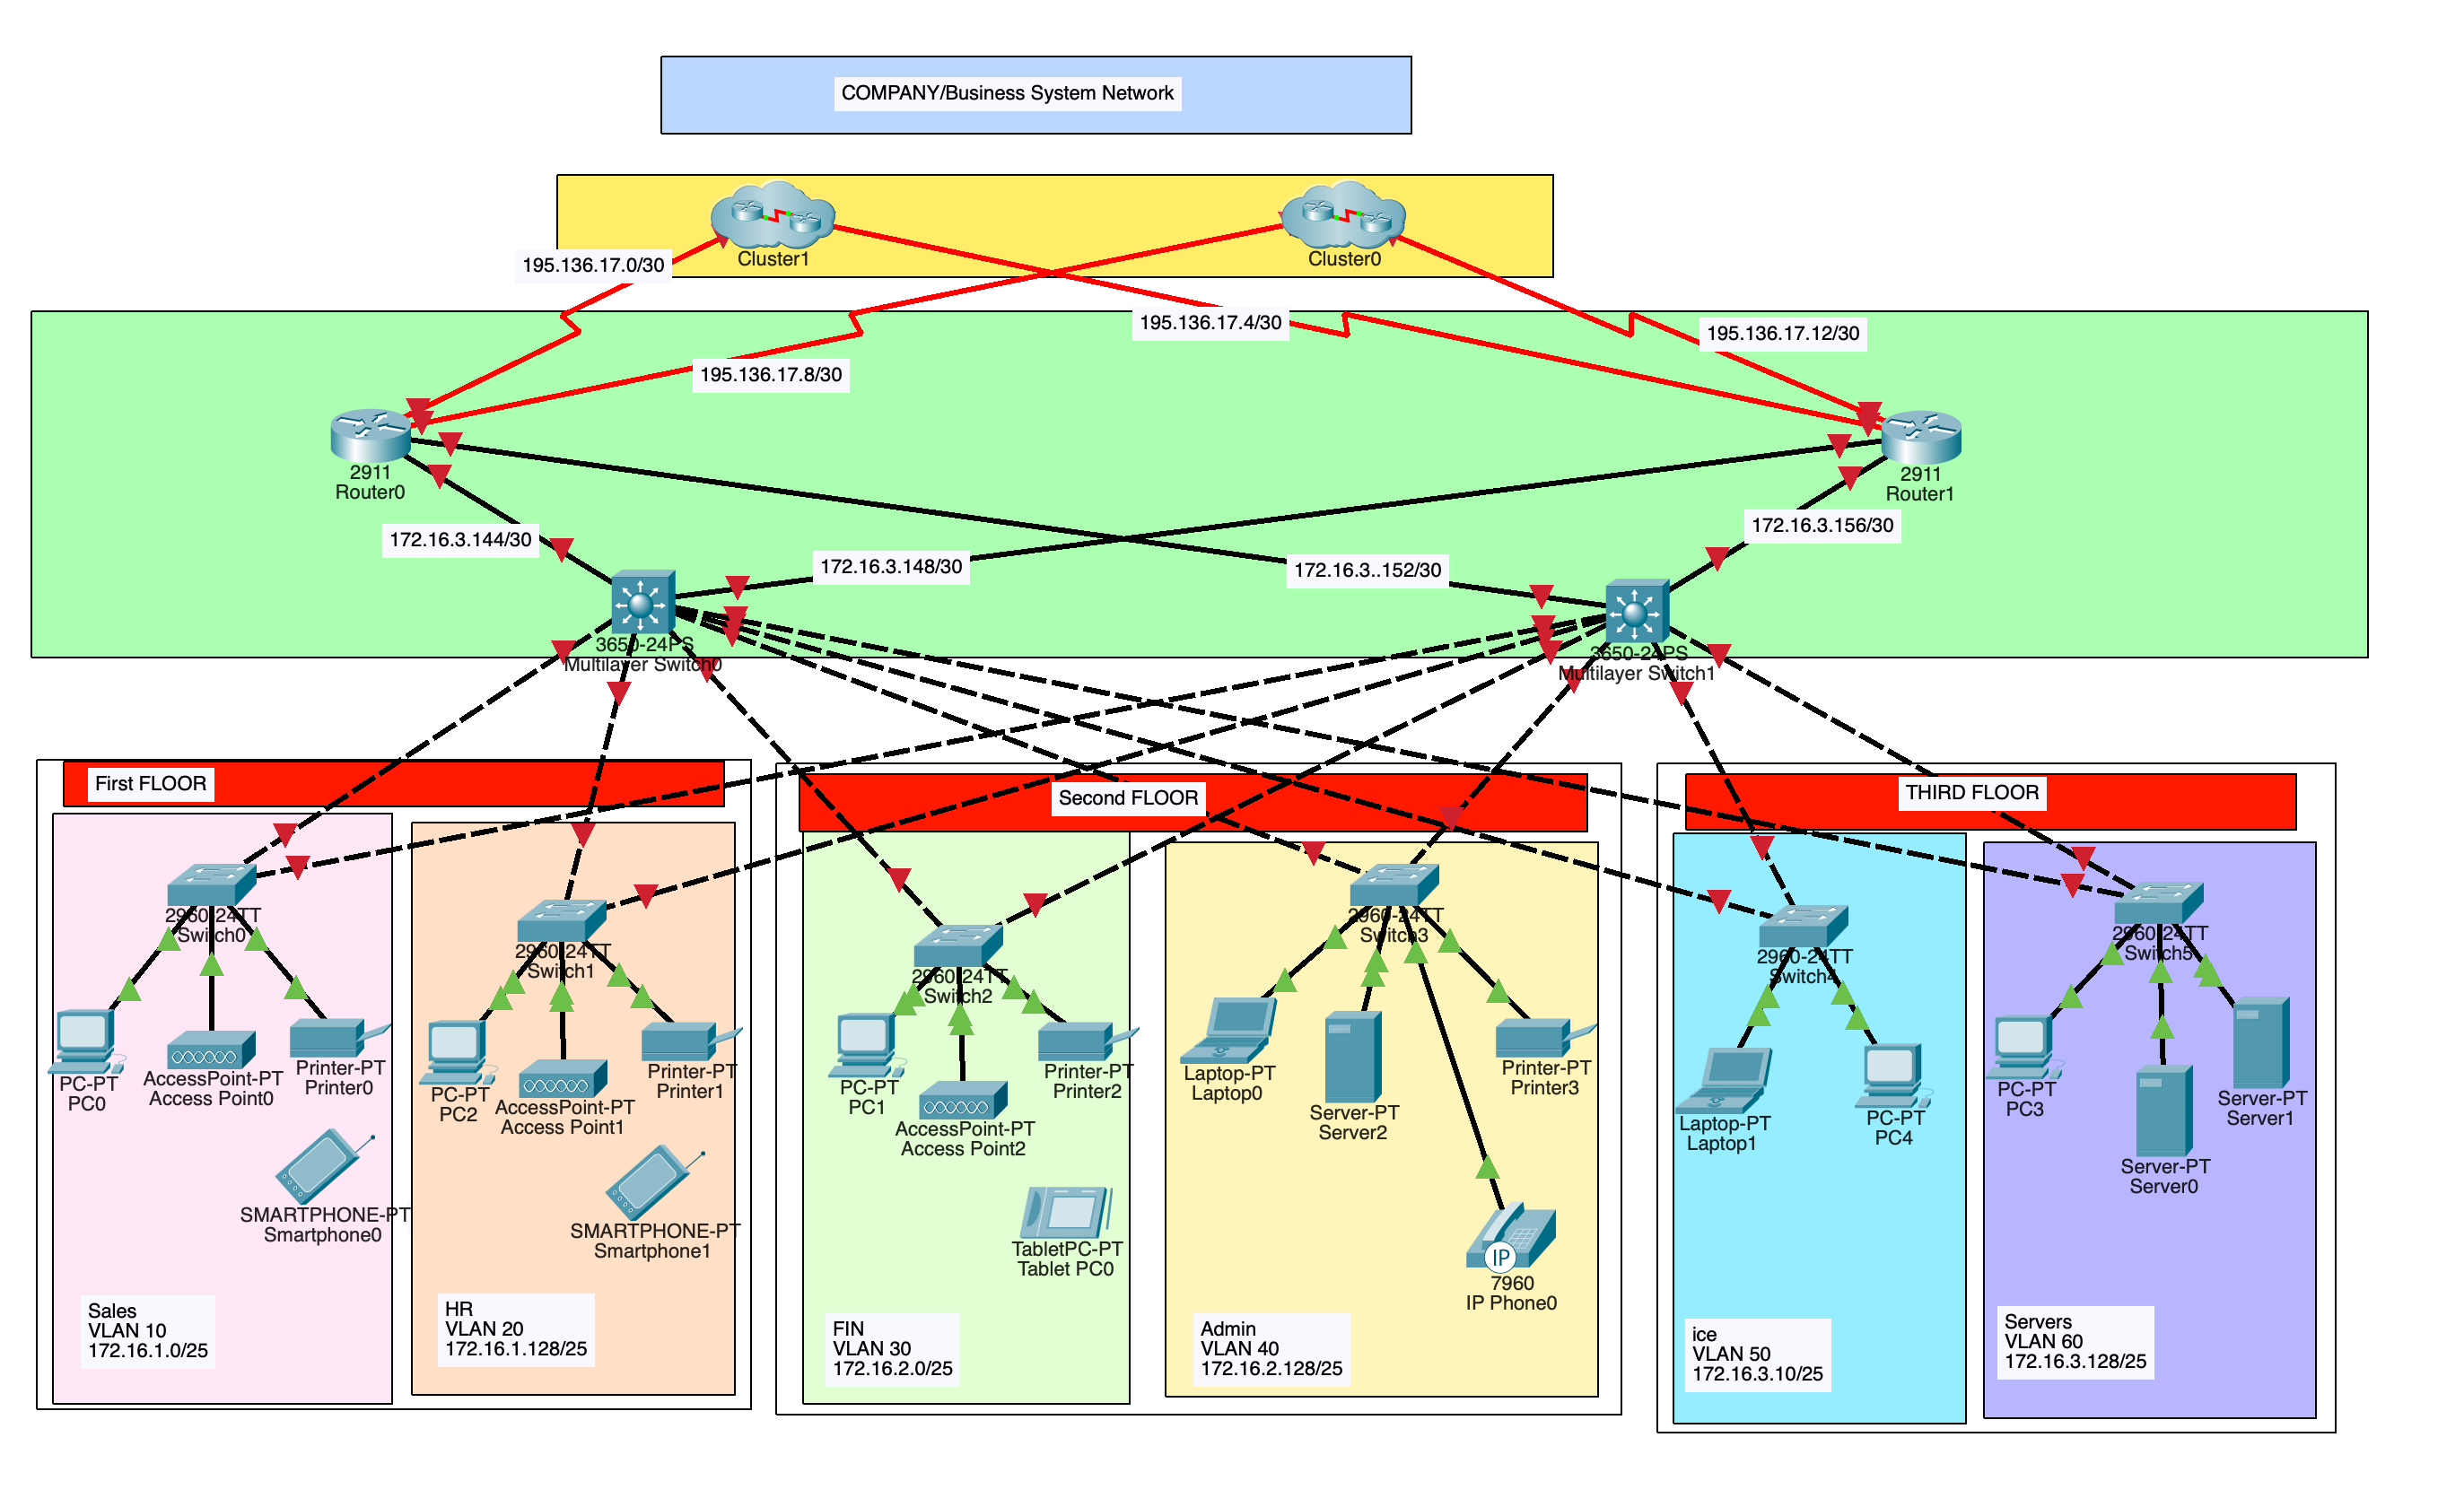 COMPANY/Business System Network
Cluster1
Cluster0
195.136.17.0/30
195.136.17.4/30
195.136.17.12/30
195.136.17.8/30
2911
Router0
2911
Router1
172.16.3.144/30
172.16.3.148/30
172.16.3..152/30
172.16.3.156/30
3650-24PS
Multilayer Switch0
3650-24PS
Multilayer Switch1
First FLOOR
Second FLOOR
THIRD FLOOR
2960-24TT
Switch0
2960-24TT
Switch1
2960-24TT
Switch2
2960-24TT
Switch3
2960-24TT
Switch4
2960-24TT
Switch5
PC-PT
PC0
AccessPoint-PT
Access Point0
Printer-PT
Printer0
SMARTPHONE-PT
Smartphone0
Sales
VLAN 10
172.16.1.0/25
PC-PT
PC2
AccessPoint-PT
Access Point1
Printer-PT
Printer1
SMARTPHONE-PT
Smartphone1
HR
VLAN 20
172.16.1.128/25
PC-PT
PC1
AccessPoint-PT
Access Point2
Printer-PT
Printer2
TabletPC-PT
Tablet PC0
FIN
VLAN 30
172.16.2.0/25
Laptop-PT
Laptop0
Server-PT
Server2
Printer-PT
Printer3
IP
7960
IP Phone0
Admin
VLAN 40
172.16.2.128/25
Laptop-PT
Laptop1
PC-PT
PC4
ice
VLAN 50
172.16.3.10/25
PC-PT
PC3
Server-PT
Server0
Server-PT
Server1
Servers
VLAN 60
172.16.3.128/25